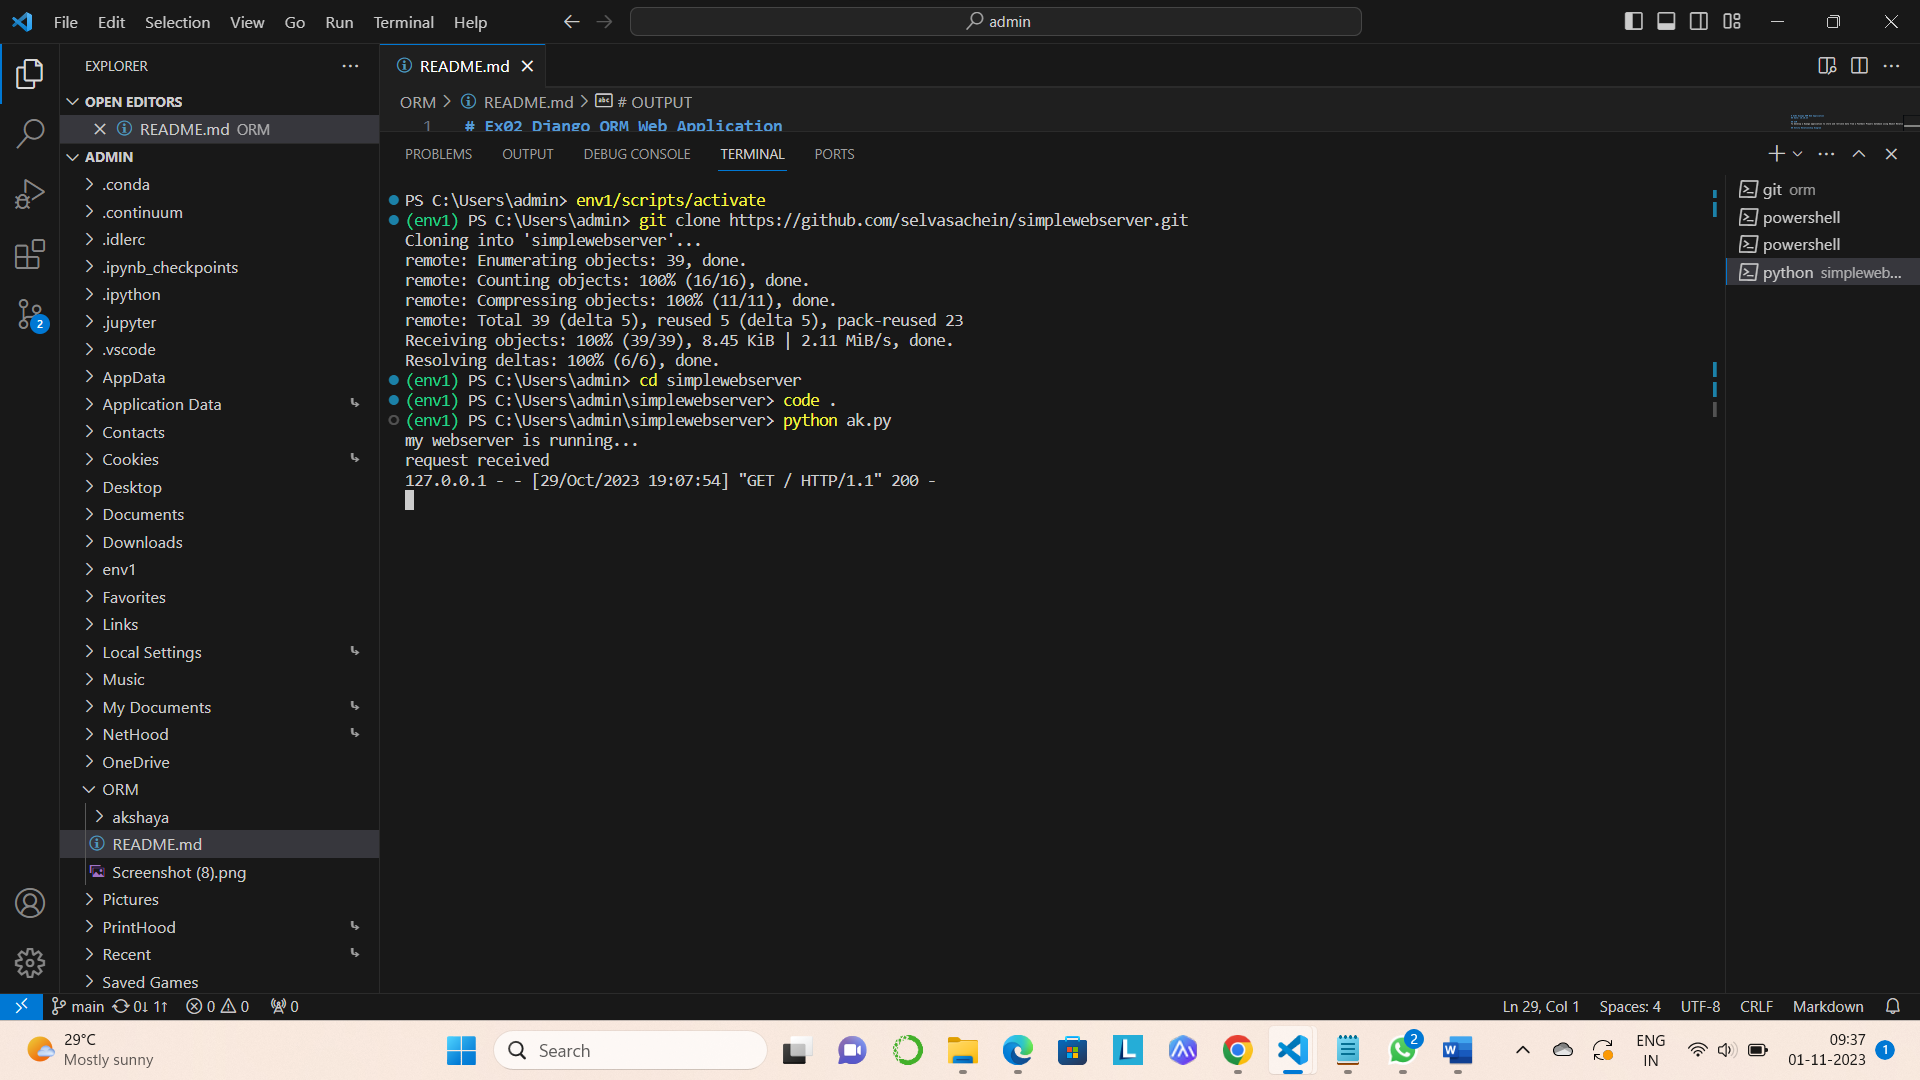 File Edit Selection View Go Run Terminal Help
admin
EXPLORER
README.md
OPEN EDITORS
README.md ORM
ORM README.md # OUTPUT
1 # Ex02 Django ORM Web Application
ADMIN
.conda
.continuum
.idlerc
.ipynb_checkpoints
.ipython
.jupyter
.vscode
AppData
Application Data
Contacts
Cookies
Desktop
Documents
Downloads
env1
Favorites
Links
Local Settings
Music
My Documents
NetHood
OneDrive
ORM
akshaya
README.md
Screenshot (8).png
Pictures
PrintHood
Recent
Saved Games
2
PROBLEMS OUTPUT DEBUG CONSOLE TERMINAL PORTS
PS C:\Users\admin> env1/scripts/activate
(env1) PS C:\Users\admin> git clone https://github.com/selvasachein/simplewebserver.git
Cloning into 'simplewebserver'...
remote: Enumerating objects: 39, done.
remote: Counting objects: 100% (16/16), done.
remote: Compressing objects: 100% (11/11), done.
remote: Total 39 (delta 5), reused 5 (delta 5), pack-reused 23
Receiving objects: 100% (39/39), 8.45 KiB | 2.11 MiB/s, done.
Resolving deltas: 100% (6/6), done.
(env1) PS C:\Users\admin> cd simplewebserver
(env1) PS C:\Users\admin\simplewebserver> code .
(env1) PS C:\Users\admin\simplewebserver> python ak.py
my webserver is running...
request received
127.0.0.1 - - [29/Oct/2023 19:07:54] "GET / HTTP/1.1" 200 -
git orm
powershell
powershell
python simpleweb...
main 0↓ 1↑ 0 0 0
Ln 29, Col 1 Spaces: 4 UTF-8 CRLF Markdown
29°C
Mostly sunny
Search
L
2
W
ENG
IN
09:37
01-11-2023
1